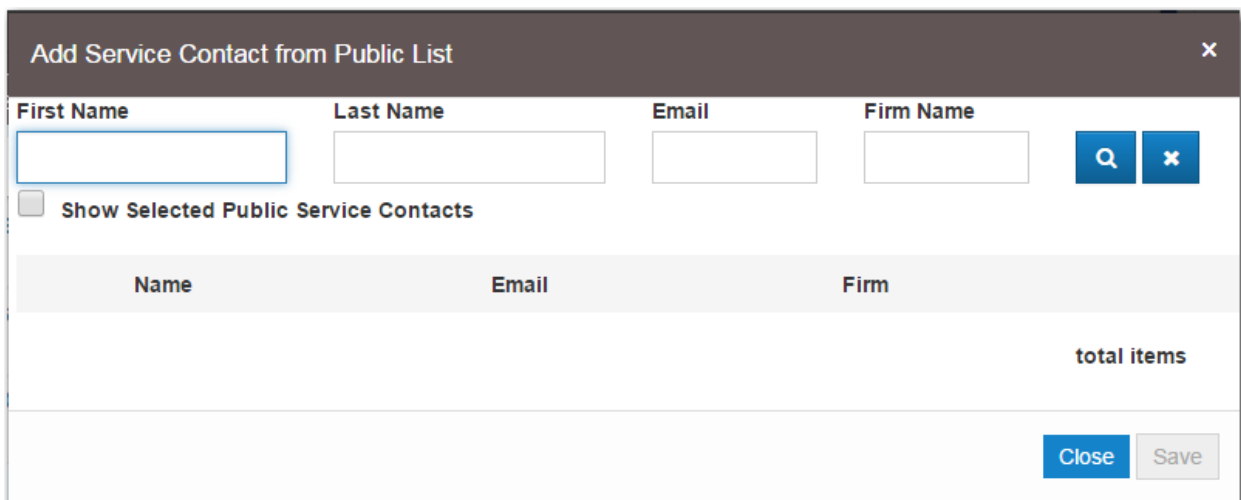 Add Service Contact from Public List ×
First Name Last Name Email Firm Name
Show Selected Public Service Contacts
Name Email Firm
total items
Close Save